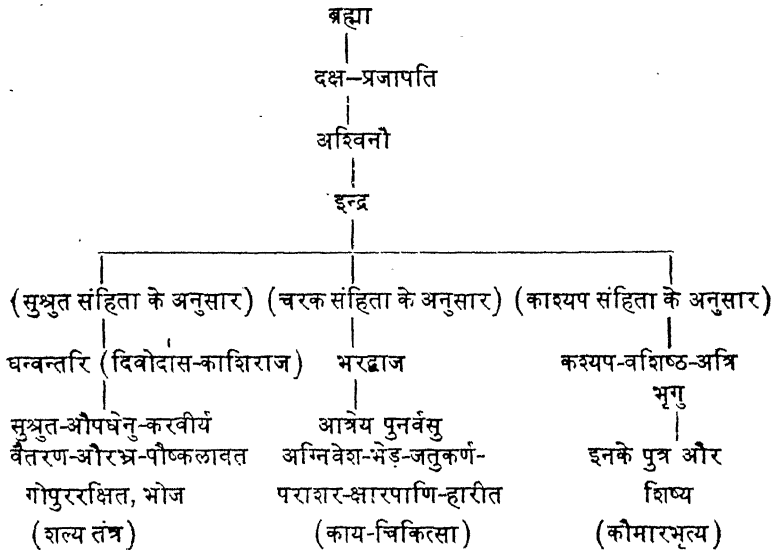 ब्रह्मा
दक्ष–प्रजापति
अश्विनौ
इन्द्र
(सुश्रुत संहिता के अनुसार) (चरक संहिता के अनुसार) (काश्यप संहिता के अनुसार)
धन्वन्तरि (दिवोदास-काशिराज) भरद्वाज कश्यप-वशिष्ठ-अत्रि
भृगु
सुश्रुत-औपधेनु-करवीर्य आत्रेय पुनर्वसु
वैतरण-औरभ्र-पौष्कलावत अग्निवेश-भेड़-जतुकर्ण- इनके पुत्र और
गोपुररक्षित, भोज पराशर-क्षारपाणि-हारीत शिष्य
(शल्य तंत्र) (काय-चिकित्सा) (कौमारभृत्य)